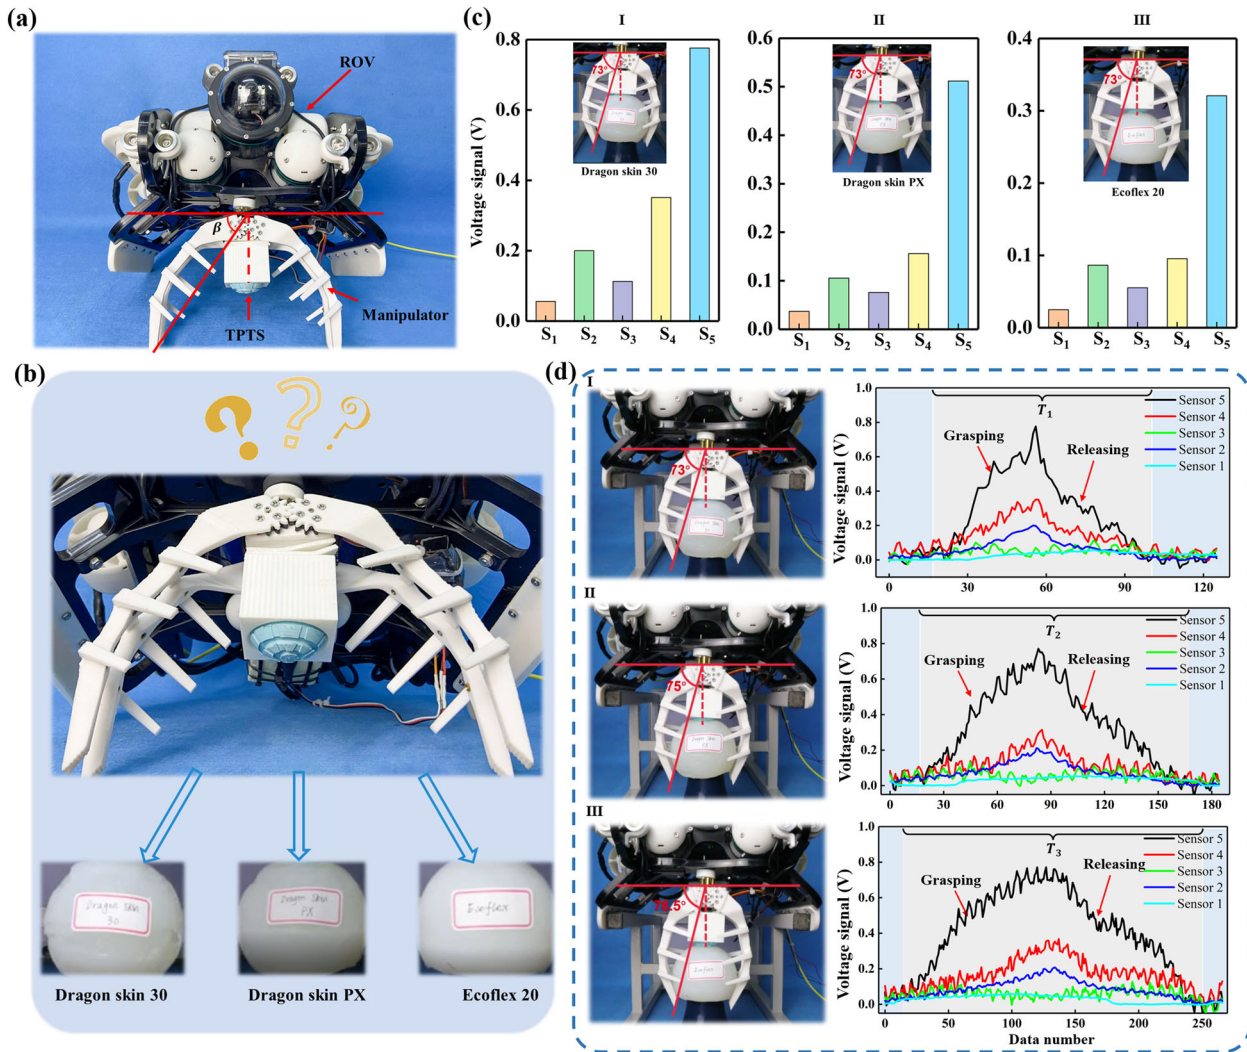 (a)
ROV
β
Manipulator
TPTS
(b)
Dragon Skin
30
Dragon Skin
PX
Ecoflex
Dragon skin 30
Dragon skin PX
Ecoflex 20
(c)
I
Voltage signal (V)
0.8
0.6
0.4
0.2
0.0
73°
Dragon skin 30
S1 S2 S3 S4 S5
II
0.6
0.5
0.4
0.3
0.2
0.1
0.0
73°
Dragon skin PX
S1 S2 S3 S4 S5
III
0.4
0.3
0.2
0.1
0.0
73°
Ecoflex
Ecoflex 20
S1 S2 S3 S4 S5
(d)
I
73°
Voltage signal (V)
1.0
0.8
0.6
0.4
0.2
0.0
T1
Grasping
Releasing
Sensor 5
Sensor 4
Sensor 3
Sensor 2
Sensor 1
0 30 60 90 120
II
75°
Voltage signal (V)
1.0
0.8
0.6
0.4
0.2
0.0
T2
Grasping
Releasing
Sensor 5
Sensor 4
Sensor 3
Sensor 2
Sensor 1
0 30 60 90 120 150 180
III
76.5°
Voltage signal (V)
1.0
0.8
0.6
0.4
0.2
0.0
T3
Grasping
Releasing
Sensor 5
Sensor 4
Sensor 3
Sensor 2
Sensor 1
0 50 100 150 200 250
Data number